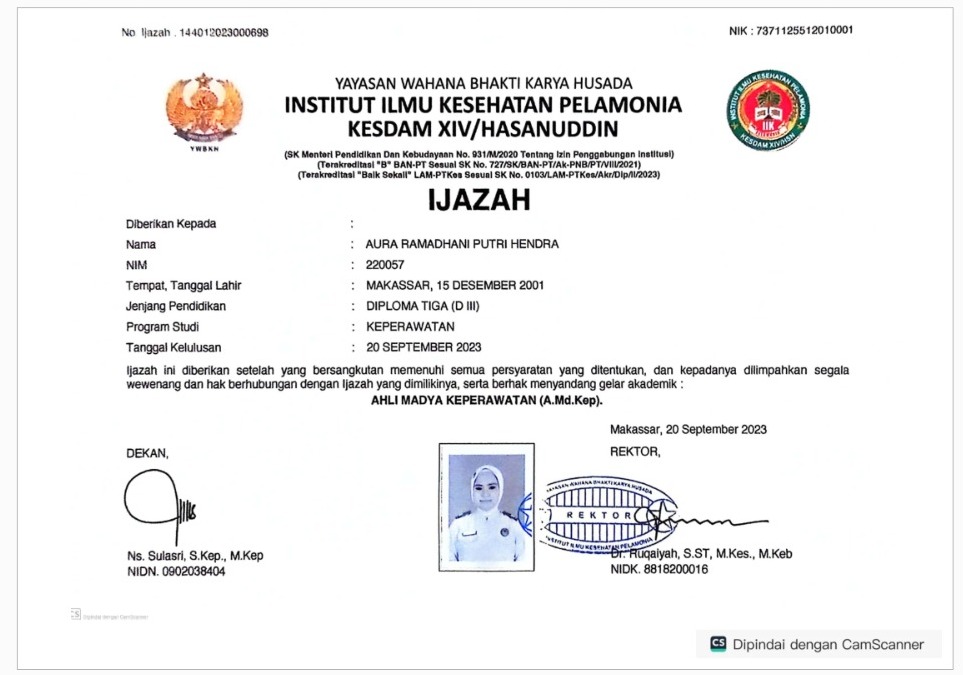 No Ijazah . 144012023000698
NIK : 7371125512010001
YAYASAN WAHANA BHAKTI KARYA HUSADA
INSTITUT ILMU KESEHATAN PELAMONIA
KESDAM XIV/HASANUDDIN
YWBKH
INSTITUT ILMU KESEHATAN PELAMONIA
IIK
PELAMONIA
KESDAM XIV/HSN
(SK Menteri Pendidikan Dan Kebudayaan No. 931/M/2020 Tentang Izin Penggebungan Institusi)
(Terakreditasi "B" BAN-PT Sesuai SK No. 727/SK/BAN-PT/Ak-PNB/PT/VIII/2021)
(Terakreditasi "Baik Sekali" LAM-PTKes Sesuai SK No. 0103/LAM-PTKes/Akr/Dip/II/2023)
IJAZAH
Diberikan Kepada :
Nama : AURA RAMADHANI PUTRI HENDRA
NIM : 220057
Tempat, Tanggal Lahir : MAKASSAR, 15 DESEMBER 2001
Jenjang Pendidikan : DIPLOMA TIGA (D III)
Program Studi : KEPERAWATAN
Tanggal Kelulusan : 20 SEPTEMBER 2023
Ijazah ini diberikan setelah yang bersangkutan memenuhi semua persyaratan yang ditentukan, dan kepadanya dilimpahkan segala
wewenang dan hak berhubungan dengan Ijazah yang dimilikinya, serta berhak menyandang gelar akademik :
AHLI MADYA KEPERAWATAN (A.Md.Kep).
Makassar, 20 September 2023
DEKAN,
REKTOR,
YAYASAN WAHANA BHAKTI KARYA HUSADA
REKTOR
INSTITUT ILMU KESEHATAN PELAMONIA
Ns. Sulasri, S.Kep., M.Kep
NIDN. 0902038404
Dr. Ruqaiyah, S.ST, M.Kes., M.Keb
NIDK. 8818200016
CS Dipindai dengan CamScanner
CS Dipindai dengan CamScanner